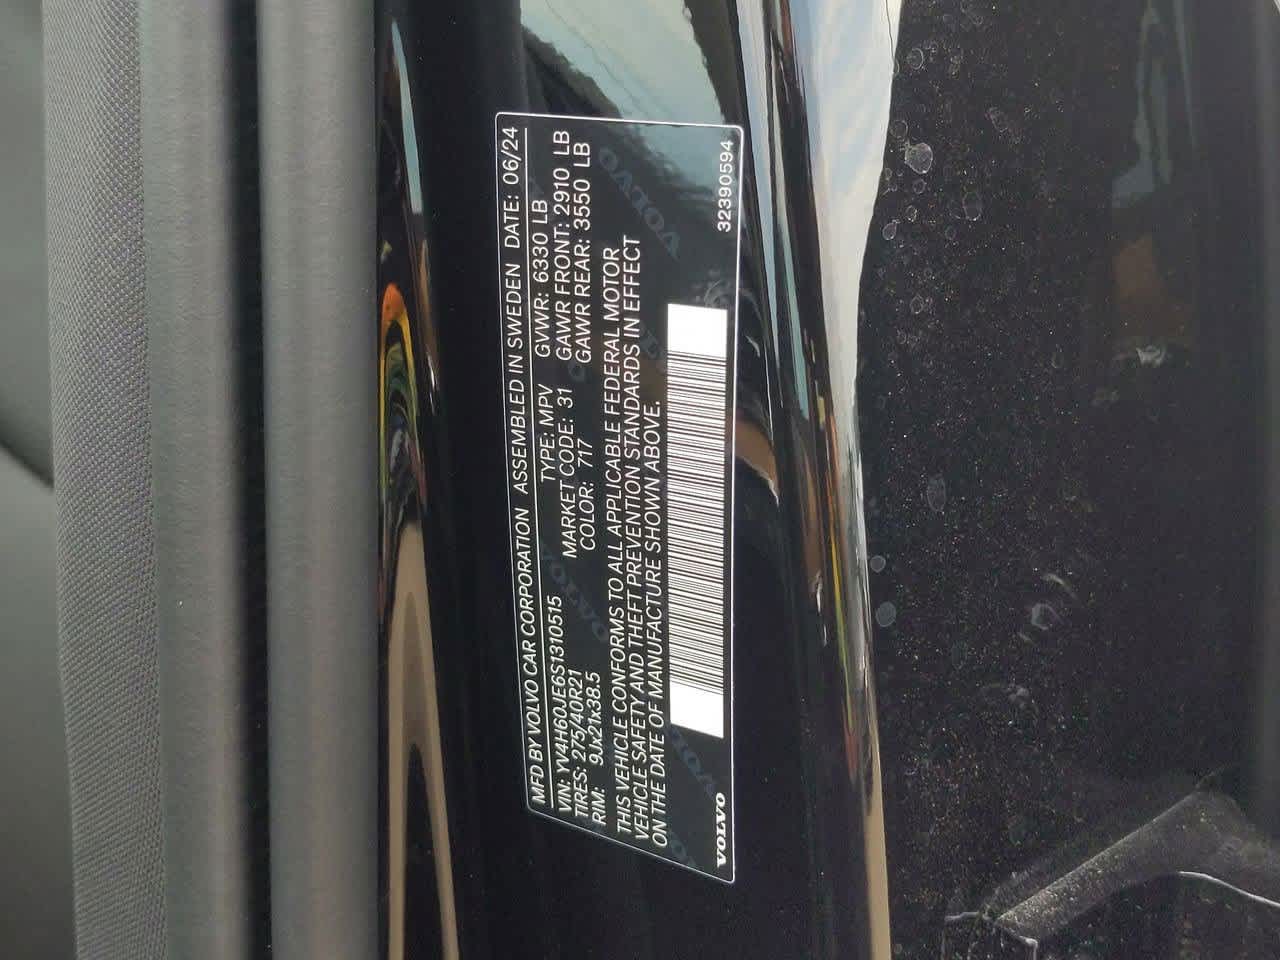 MFD BY VOLVO CAR CORPORATION ASSEMBLED IN SWEDEN DATE: 06/24
VIN: YV4H60JE6S1310515 TYPE: MPV GVWR: 6330 LB
TIRES: 275/40R21 MARKET CODE: 31 GAWR FRONT: 2910 LB
RIM: 9Jx21x38.5 COLOR: 717 GAWR REAR: 3550 LB
THIS VEHICLE CONFORMS TO ALL APPLICABLE FEDERAL MOTOR
VEHICLE SAFETY AND THEFT PREVENTION STANDARDS IN EFFECT
ON THE DATE OF MANUFACTURE SHOWN ABOVE.
VOLVO 32390594